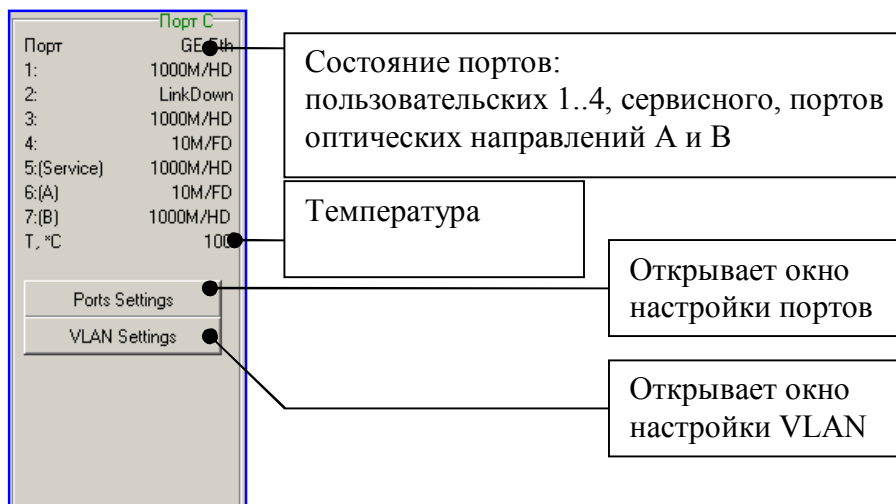 Порт C
Порт GE Eth
1: 1000M/HD
2: LinkDown
3: 1000M/HD
4: 10M/FD
5:(Service) 1000M/HD
6:(A) 10M/FD
7:(B) 1000M/HD
T, *C 100
Ports Settings
VLAN Settings
Состояние портов:
пользовательских 1..4, сервисного, портов
оптических направлений А и В
Температура
Открывает окно
настройки портов
Открывает окно
настройки VLAN